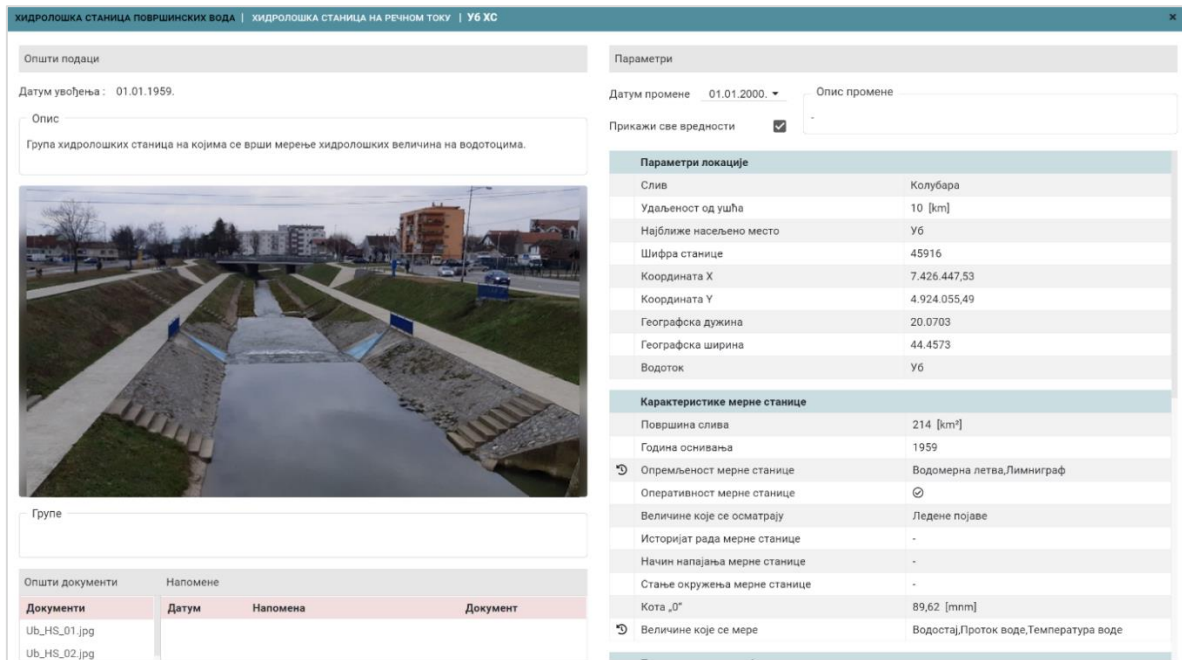 ХИДРОЛОШКА СТАНИЦА ПОВРШИНСКИХ ВОДА | ХИДРОЛОШКА СТАНИЦА НА РЕЧНОМ ТОКУ | Уб ХС
Општи подаци
Датум увођења : 01.01.1959.
Опис
Група хидролошких станица на којима се врши мерење хидролошких величина на водотоцима.
Групе
Општи документи Напомене
Документи Датум Напомена Документ
Ub_HS_01.jpg
Ub_HS_02.jpg
Параметри
Датум промене 01.01.2000. Опис промене
Прикажи све вредности -
Параметри локације
Слив Колубара
Удаљеност од ушћа 10 [km]
Најближе насељено место Уб
Шифра станице 45916
Координата X 7.426.447,53
Координата Y 4.924.055,49
Географска дужина 20.0703
Географска ширина 44.4573
Водоток Уб
Карактеристике мерне станице
Површина слива 214 [km²]
Година оснивања 1959
Опремљеност мерне станице Водомерна летва,Лимниграф
Оперативност мерне станице
Величине које се осматрају Ледене појаве
Историјат рада мерне станице -
Начин напајања мерне станице -
Стање окружења мерне станице -
Кота „0“ 89,62 [mnm]
Величине које се мере Водостај,Проток воде,Температура воде